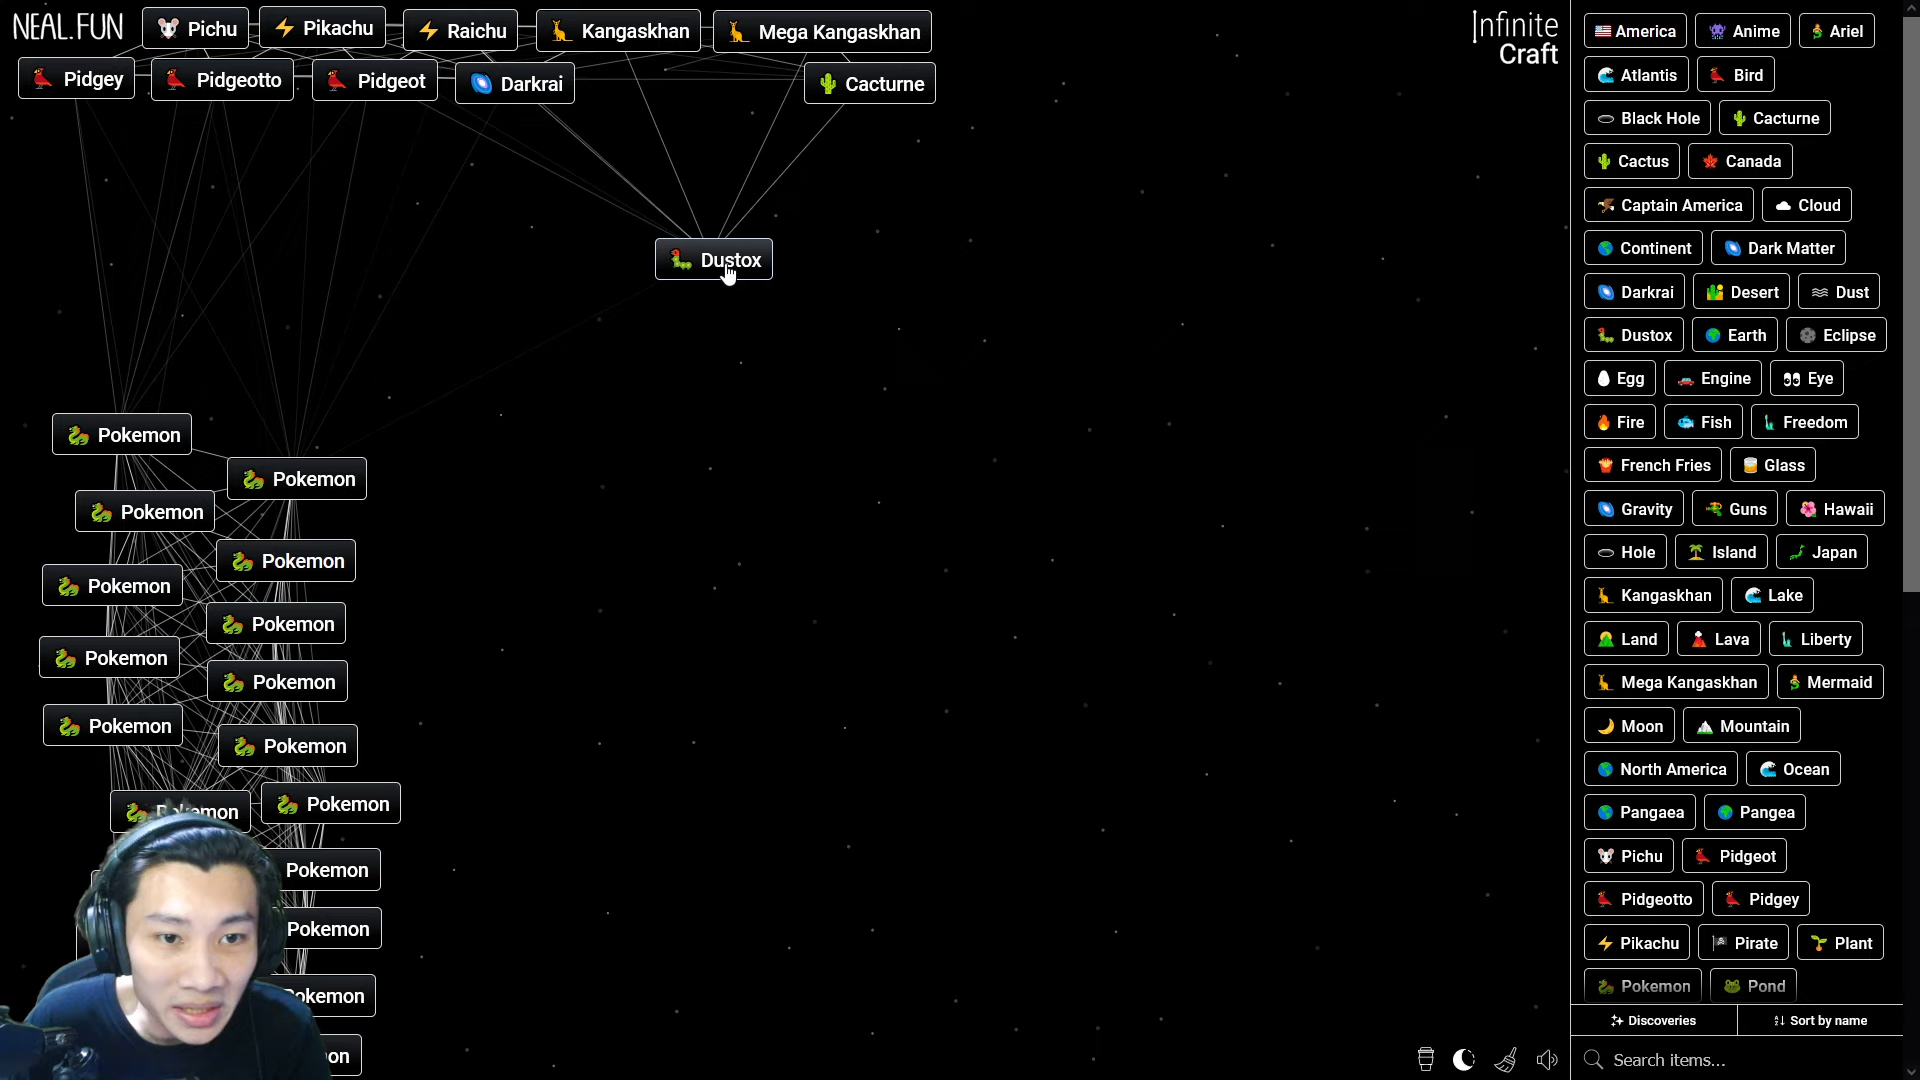 NEAL.FUN
Pichu
Pikachu
Raichu
Kangaskhan
Mega Kangaskhan
Pidgey
Pidgeotto
Pidgeot
Darkrai
Cacturne
Dustox
Pokemon
Pokemon
Pokemon
Pokemon
Pokemon
Pokemon
Pokemon
Pokemon
Pokemon
Pokemon
Pokemon
Pokemon
Pokemon
Pokemon
Infinite
Craft
America Anime Ariel
Atlantis Bird
Black Hole Cacturne
Cactus Canada
Captain America Cloud
Continent Dark Matter
Darkrai Desert Dust
Dustox Earth Eclipse
Egg Engine Eye
Fire Fish Freedom
French Fries Glass
Gravity Guns Hawaii
Hole Island Japan
Kangaskhan Lake
Land Lava Liberty
Mega Kangaskhan Mermaid
Moon Mountain
North America Ocean
Pangaea Pangea
Pichu Pidgeot
Pidgeotto Pidgey
Pikachu Pirate Plant
Pokemon Pond
Discoveries Sort by name
Search items...